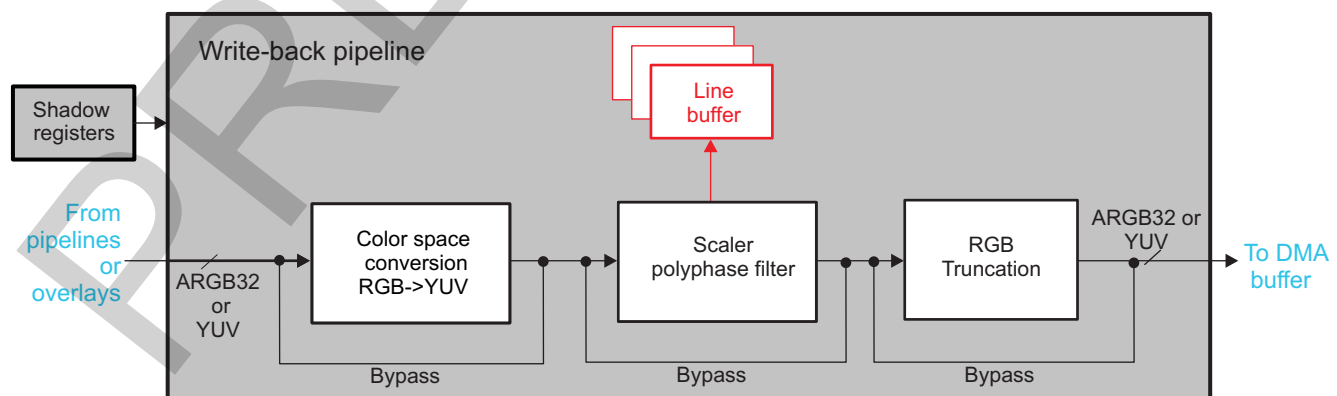 Write-back pipeline
Shadow
registers
Line
buffer
From
pipelines
or
overlays
ARGB32
or
YUV
Color space
conversion
RGB->YUV
Bypass
Scaler
polyphase filter
Bypass
RGB
Truncation
Bypass
ARGB32 or
YUV
To DMA
buffer
PRE